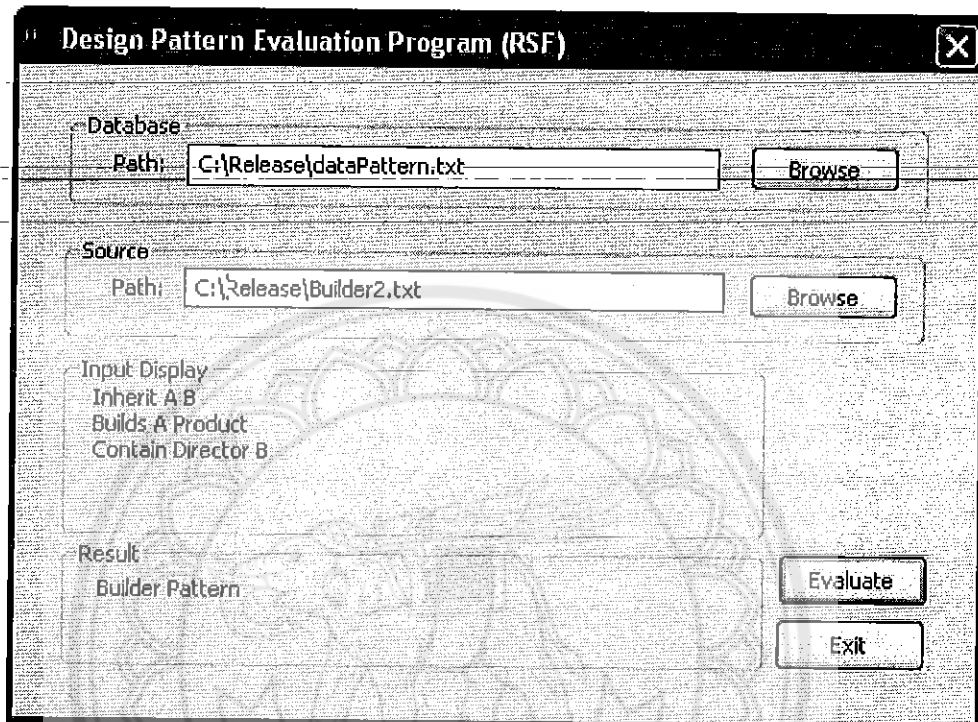 Design Pattern Evaluation Program (RSF)
Database
Path: C:\Release\dataPattern.txt Browse
Source
Path: C:\Release\Builder2.txt Browse
Input Display
Inherit A B
Builds A Product
Contain Director B
Result
Builder Pattern
Evaluate
Exit